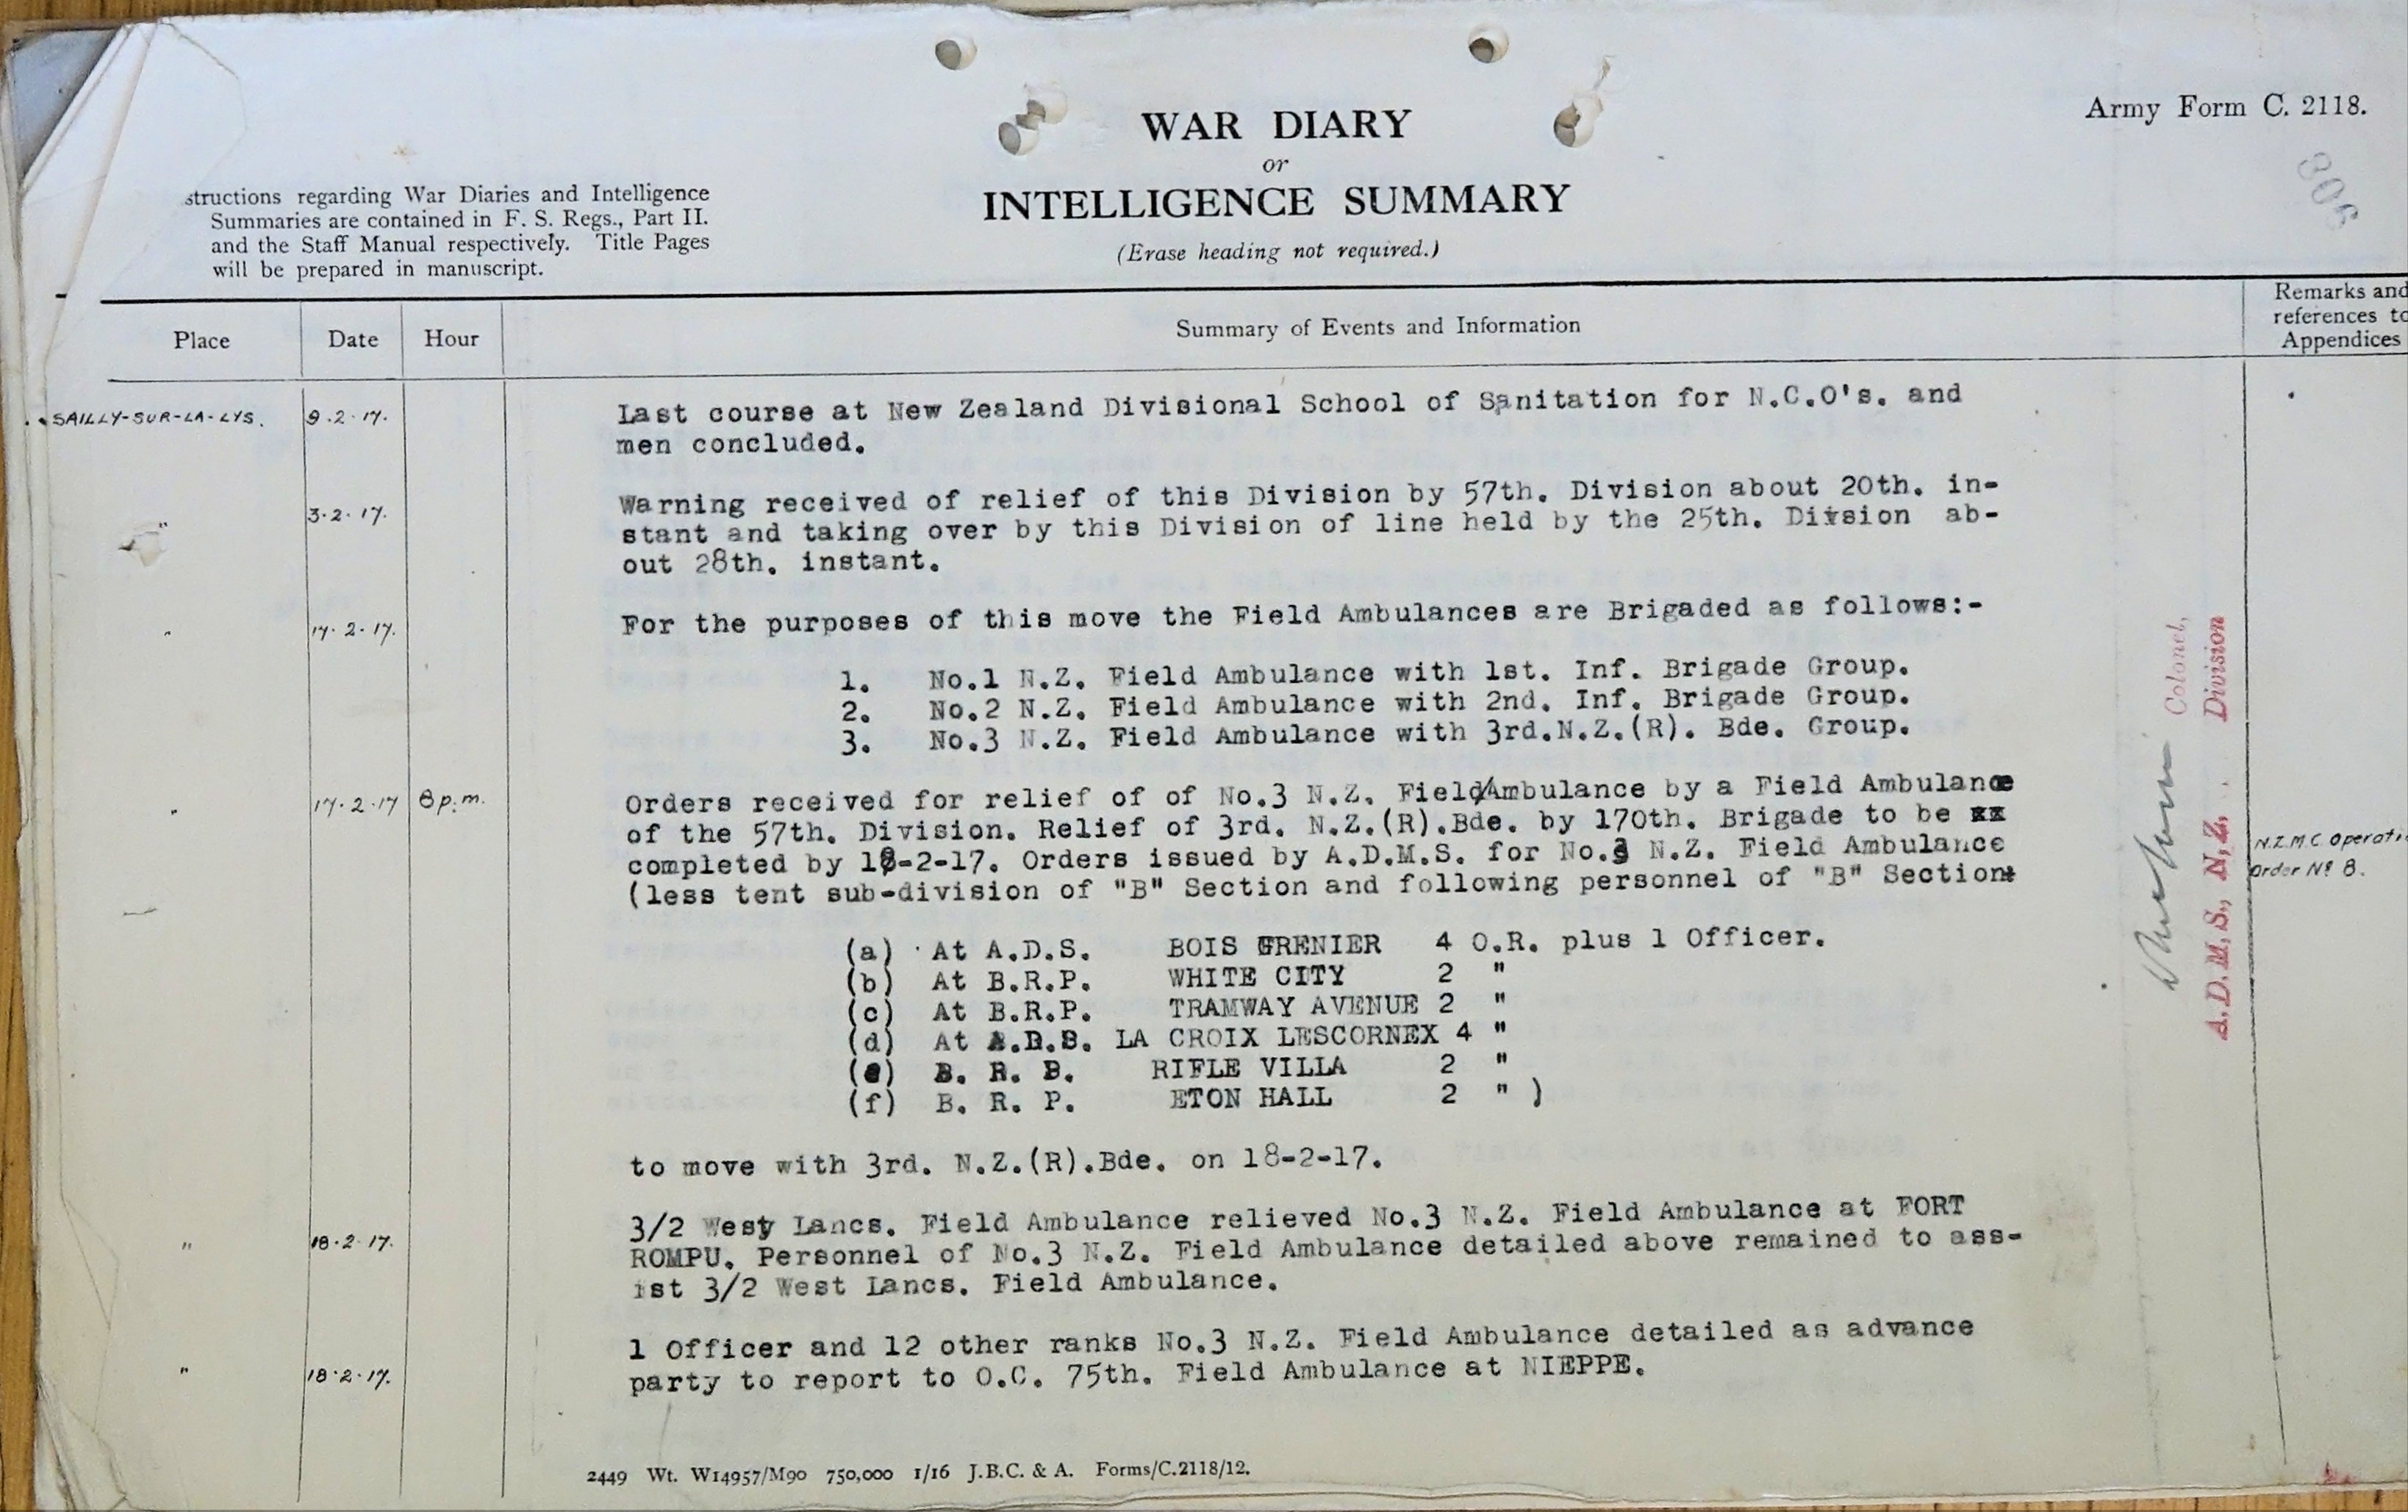 Army Form C. 2118.
WAR DIARY
or
INTELLIGENCE SUMMARY
(Erase heading not required.)
structions regarding War Diaries and Intelligence
Summaries are contained in F. S. Regs., Part II.
and the Staff Manual respectively. Title Pages
will be prepared in manuscript.
Place Date Hour Summary of Events and Information Remarks and references to Appendices
SAILLY-SUR-LA-LYS. 9.2.17. Last course at New Zealand Divisional School of Sanitation for N.C.O's. and
men concluded.
" 3.2.17. Warning received of relief of this Division by 57th. Division about 20th. in-
stant and taking over by this Division of line held by the 25th. Division ab-
out 28th. instant.
" 17.2.17. For the purposes of this move the Field Ambulances are Brigaded as follows:-
1. No.1 N.Z. Field Ambulance with 1st. Inf. Brigade Group.
2. No.2 N.Z. Field Ambulance with 2nd. Inf. Brigade Group.
3. No.3 N.Z. Field Ambulance with 3rd.N.Z.(R). Bde. Group.
" 17.2.17 8p.m. Orders received for relief of of No.3 N.Z. Field/Ambulance by a Field Ambulance
of the 57th. Division. Relief of 3rd. N.Z.(R).Bde. by 170th. Brigade to be xx
completed by 18-2-17. Orders issued by A.D.M.S. for No.3 N.Z. Field Ambulance
(less tent sub-division of "B" Section and following personnel of "B" Section:
N.Z.M.C. Operati
Order No 8.
(a) At A.D.S. BOIS GRENIER 4 O.R. plus 1 Officer.
(b) At B.R.P. WHITE CITY 2 "
(c) At B.R.P. TRAMWAY AVENUE 2 "
(d) At A.D.S. LA CROIX LESCORNEX 4 "
(e) B. R. P. RIFLE VILLA 2 "
(f) B. R. P. ETON HALL 2 " )
to move with 3rd. N.Z.(R).Bde. on 18-2-17.
" 18.2.17. 3/2 West Lancs. Field Ambulance relieved No.3 N.Z. Field Ambulance at FORT
ROMPU. Personnel of No.3 N.Z. Field Ambulance detailed above remained to ass-
ist 3/2 West Lancs. Field Ambulance.
" 18.2.17. 1 Officer and 12 other ranks No.3 N.Z. Field Ambulance detailed as advance
party to report to O.C. 75th. Field Ambulance at NIEPPE.
Colonel,
A.D.M.S., N.Z. Division
2449 Wt. W14957/M90 750,000 1/16 J.B.C. & A. Forms/C.2118/12.